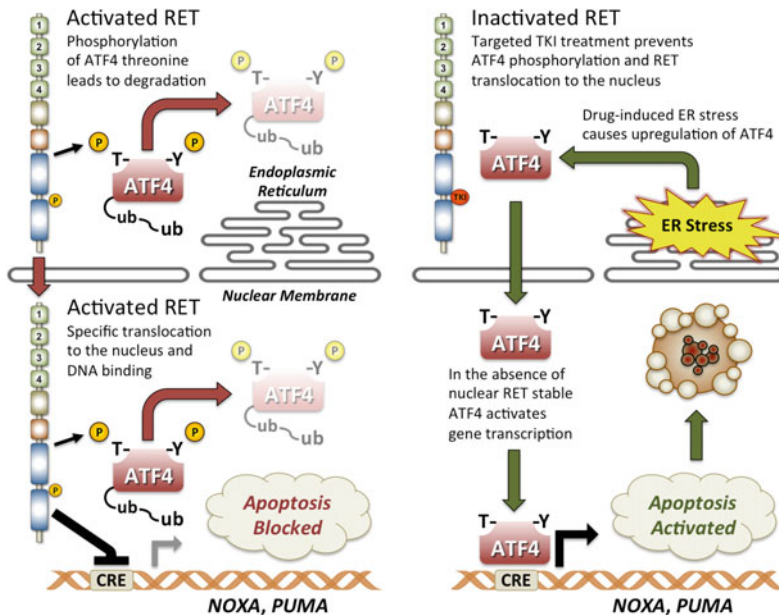 Activated RET
Phosphorylation
of ATF4 threonine
leads to degradation
1
2
3
4
P
P
T- -Y
ATF4
ub ub
P
P
T- -Y
ATF4
ub ub
P
Endoplasmic
Reticulum
Nuclear Membrane
Activated RET
Specific translocation
to the nucleus and
DNA binding
1
2
3
4
P
P
T- -Y
ATF4
ub ub
P
P
T- -Y
ATF4
ub ub
P
Apoptosis
Blocked
CRE
NOXA, PUMA
Inactivated RET
Targeted TKI treatment prevents
ATF4 phosphorylation and RET
translocation to the nucleus
1
2
3
4
TKI
Drug-induced ER stress
causes upregulation of ATF4
T- -Y
ATF4
ER Stress
T- -Y
ATF4
In the absence of
nuclear RET stable
ATF4 activates
gene transcription
T- -Y
ATF4
Apoptosis
Activated
CRE
NOXA, PUMA